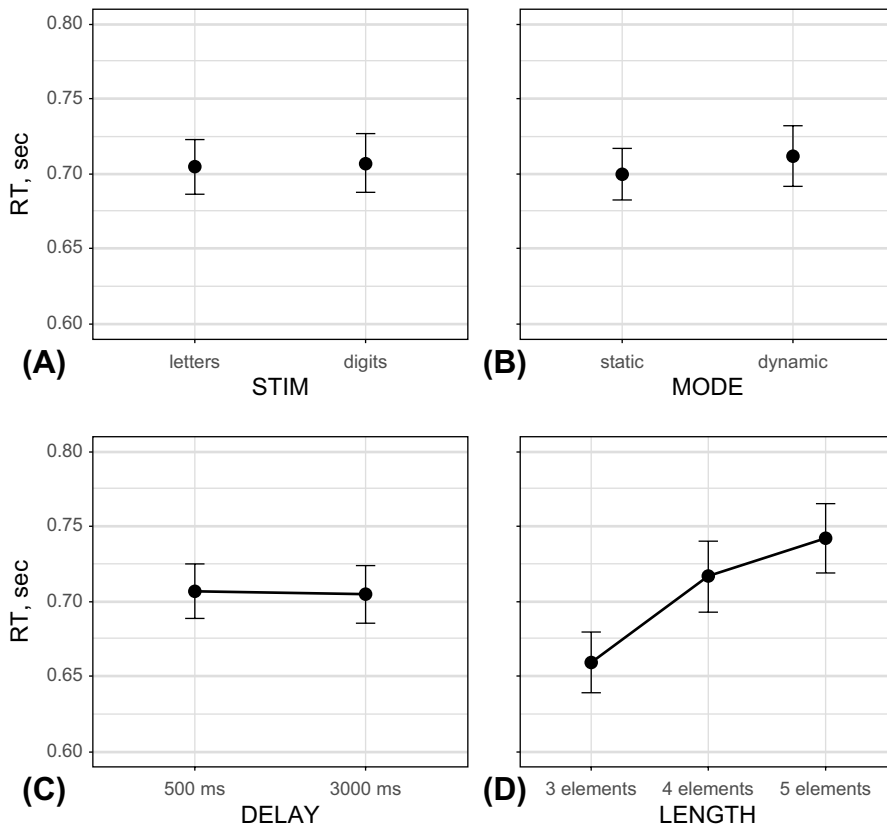 0.80
0.75
0.70
0.65
0.60
RT, sec
(A)
letters digits
STIM
(B)
static dynamic
MODE
0.80
0.75
0.70
0.65
0.60
RT, sec
(C)
500 ms 3000 ms
DELAY
(D)
3 elements 4 elements 5 elements
LENGTH